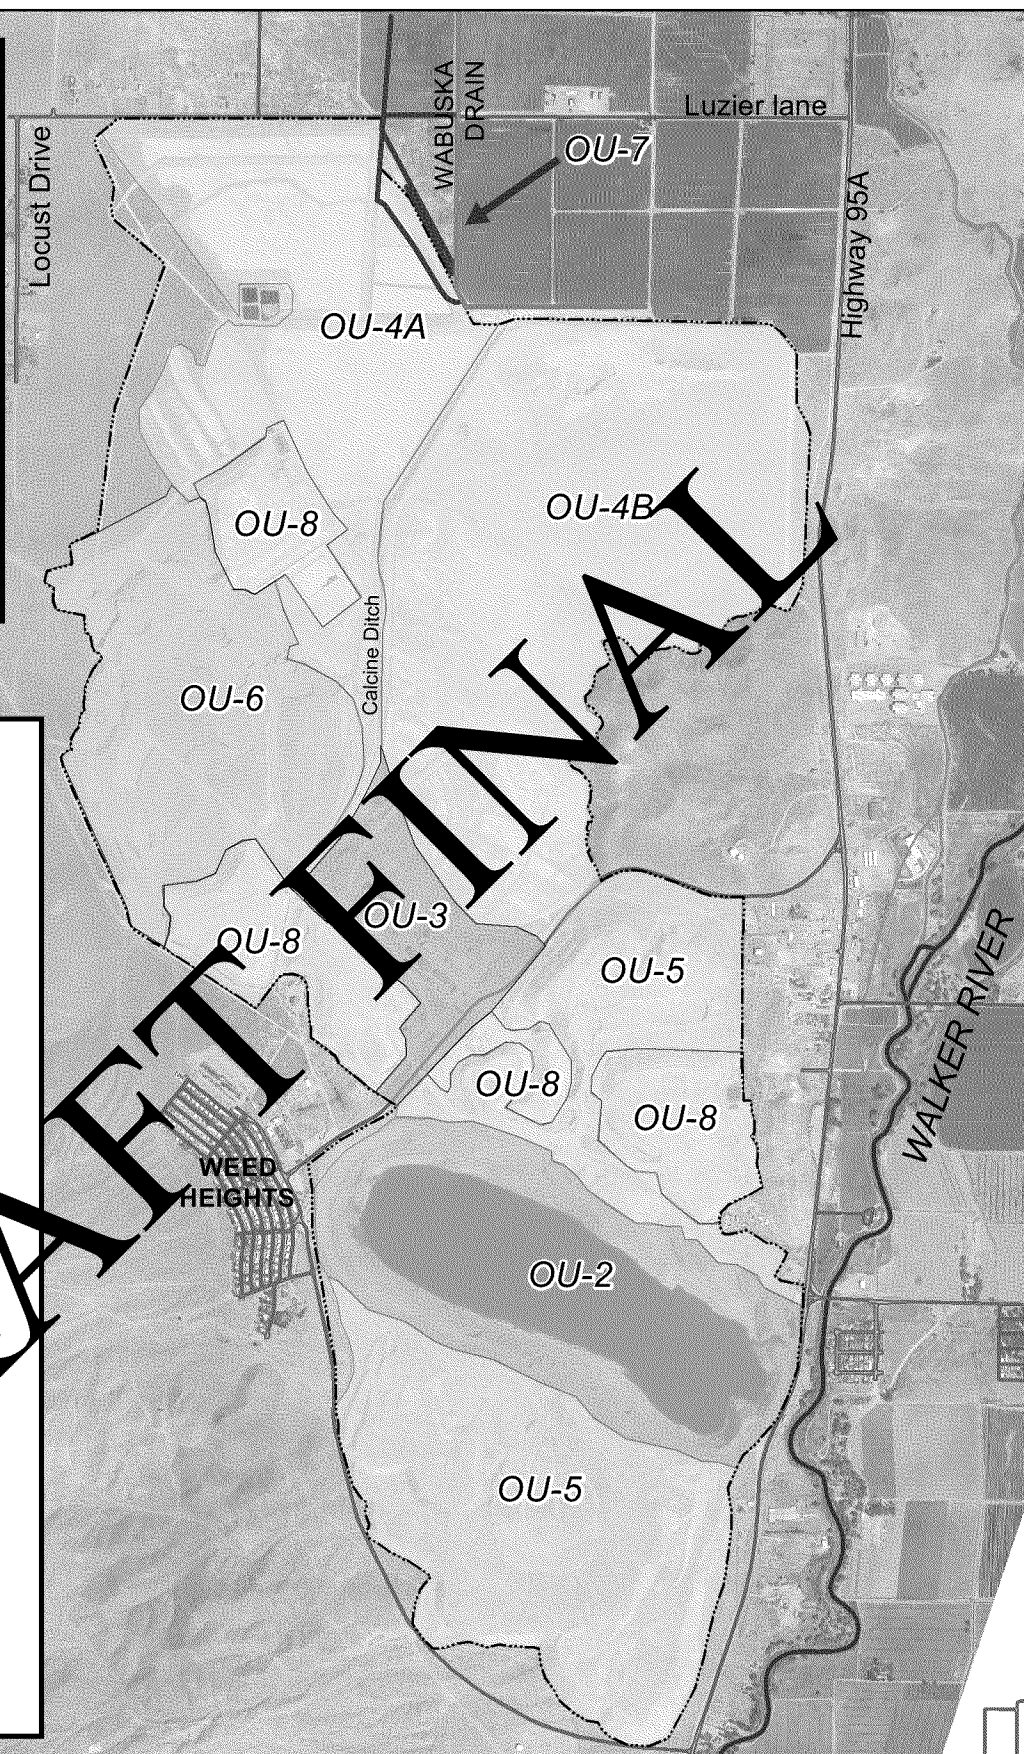 WABUSKA
DRAIN
Luzier lane
OU-7
Locust Drive
Highway 95A
OU-4A
OU-4B
OU-8
Calcine Ditch
OU-6
OU-3
OU-8
OU-5
WALKER RIVER
OU-8
OU-8
WEED
HEIGHTS
OU-2
OU-5
AFT FINAL